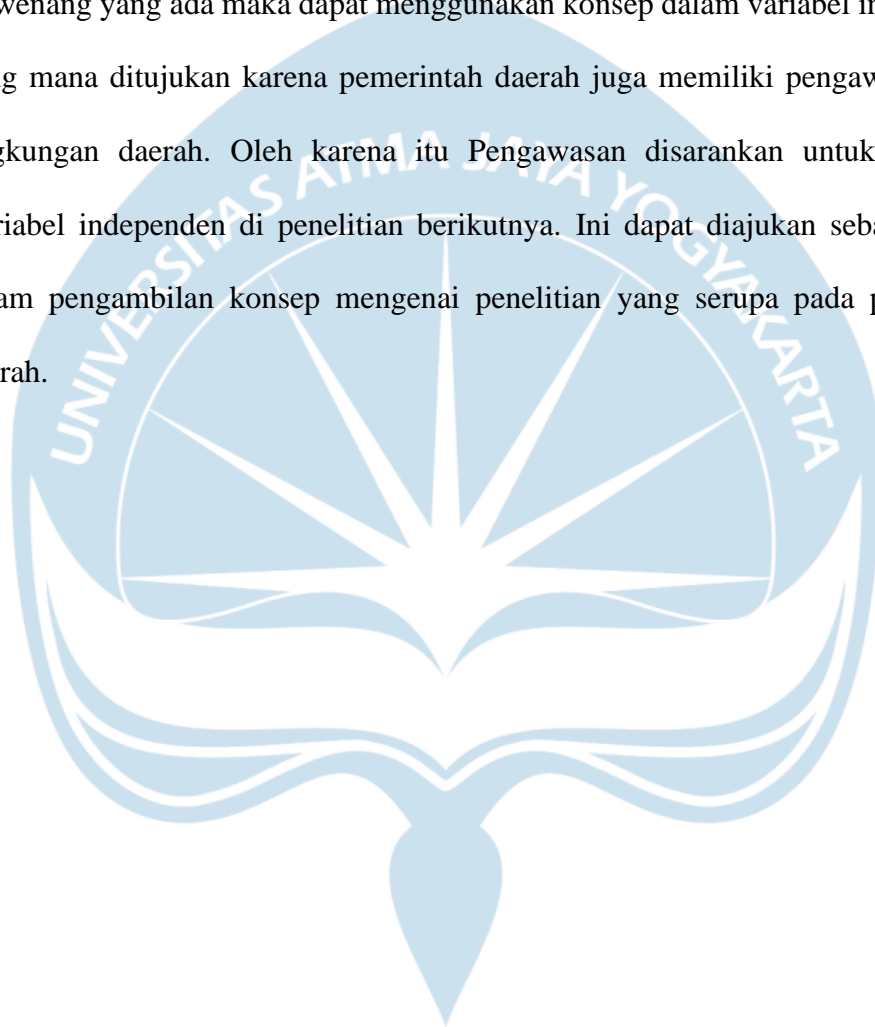 wenang yang ada maka dapat menggunakan konsep dalam variabel in
g mana ditujukan karena pemerintah daerah juga memiliki pengaw
gkungan daerah. Oleh karena itu Pengawasan disarankan untuk
riabel independen di penelitian berikutnya. Ini dapat diajukan seba
am pengambilan konsep mengenai penelitian yang serupa pada p
rah.
UNIVERSITAS ATMA JAYA YOGYAKARTA